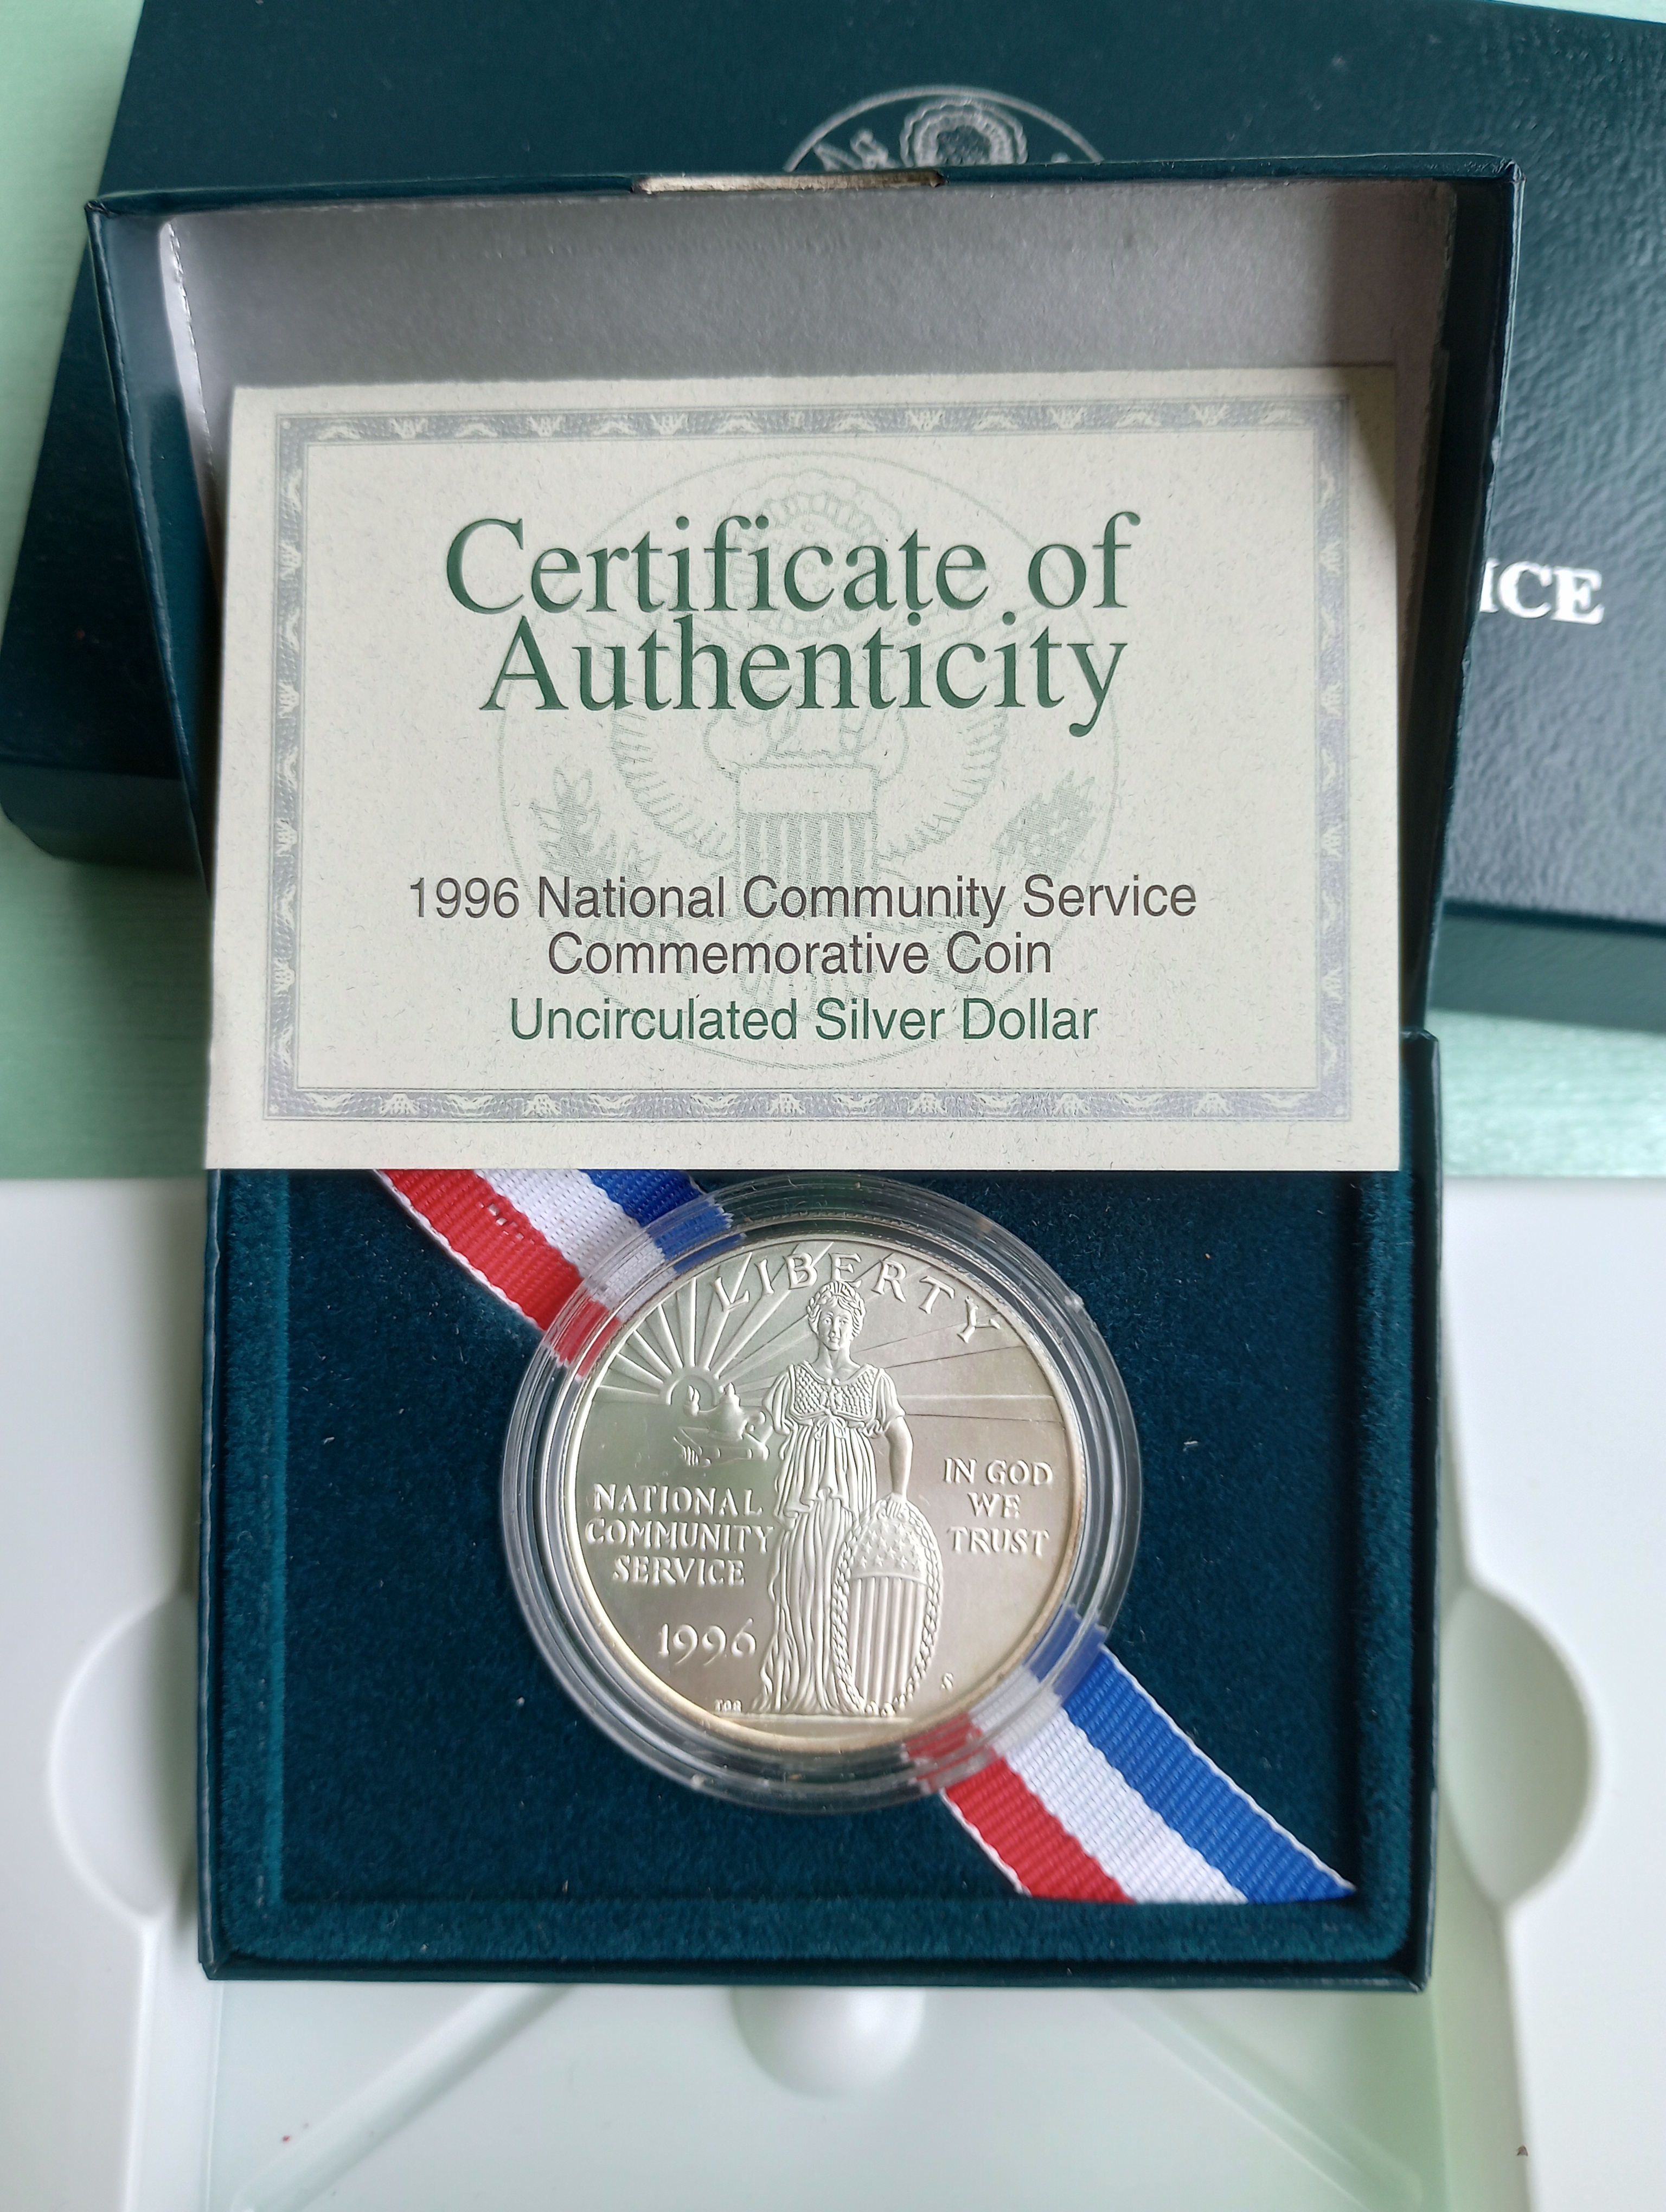 ICE
Certificate of
Authenticity
1996 National Community Service
Commemorative Coin
Uncirculated Silver Dollar
LIBERTY
NATIONAL
COMMUNITY
SERVICE
1996
IN GOD
WE
TRUST
S